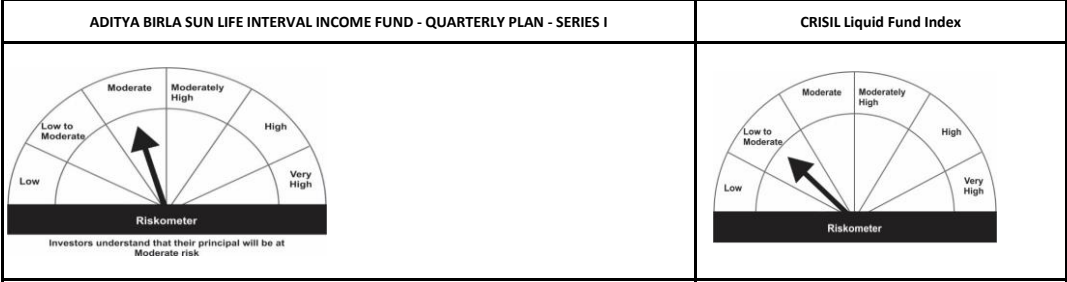 ADITYA BIRLA SUN LIFE INTERVAL INCOME FUND - QUARTERLY PLAN - SERIES I
CRISIL Liquid Fund Index
Moderate
Moderately
High
Low to
Moderate
High
Low
Very
High
Riskometer
Investors understand that their principal will be at
Moderate risk
Moderate
Moderately
High
Low to
Moderate
High
Low
Very
High
Riskometer